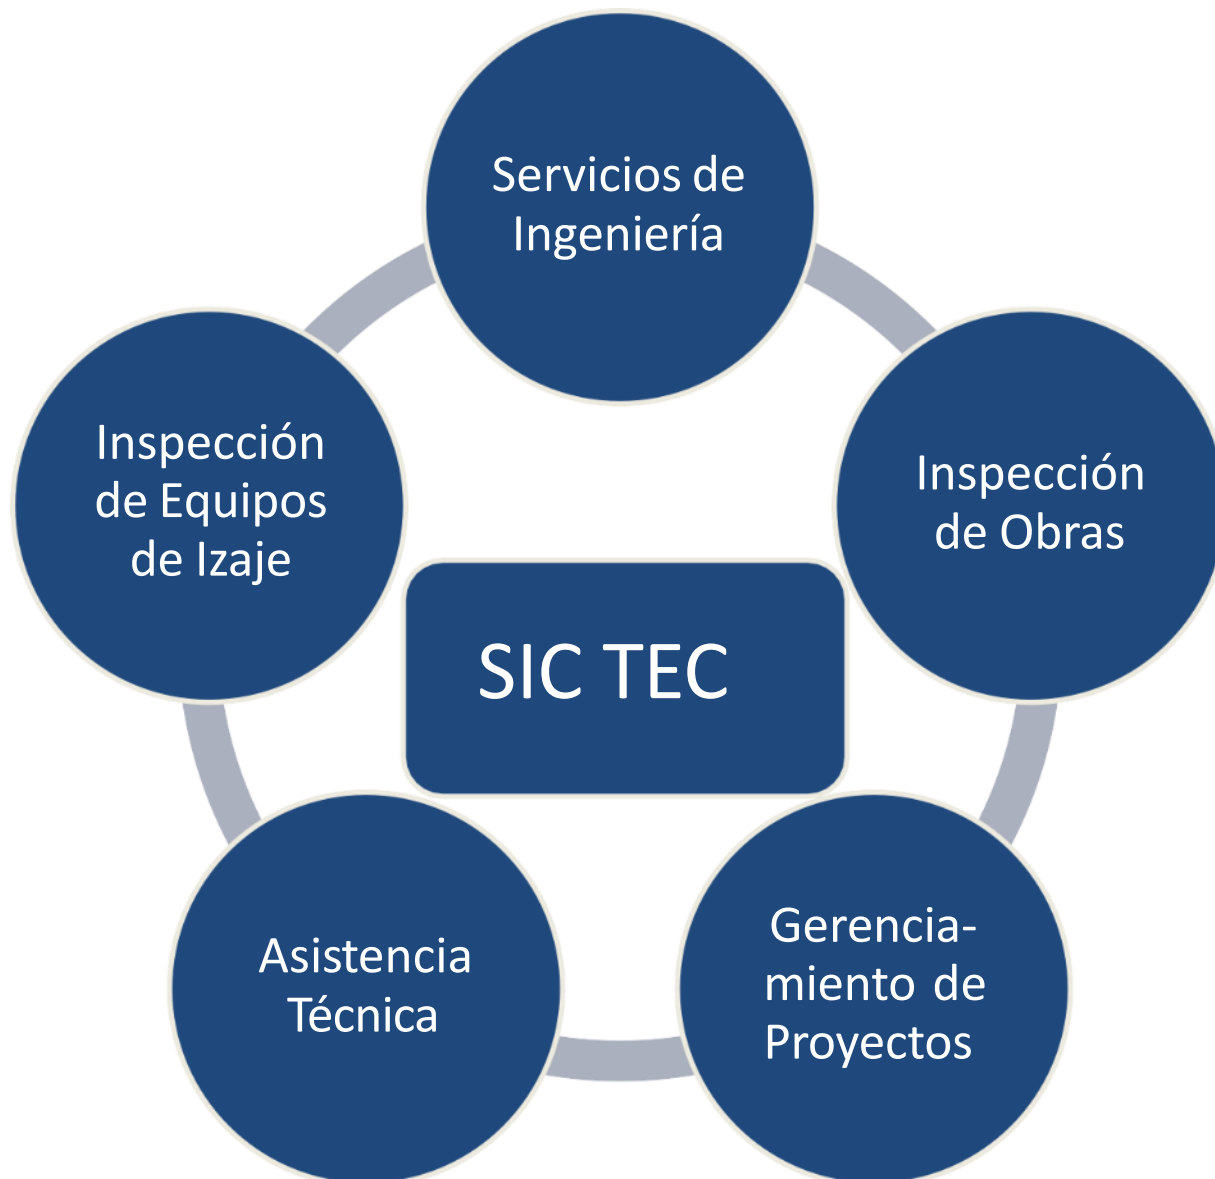 Servicios de
Ingeniería
Inspección
de Equipos
de Izaje
Inspección
de Obras
SIC TEC
Asistencia
Técnica
Gerencia-
miento de
Proyectos